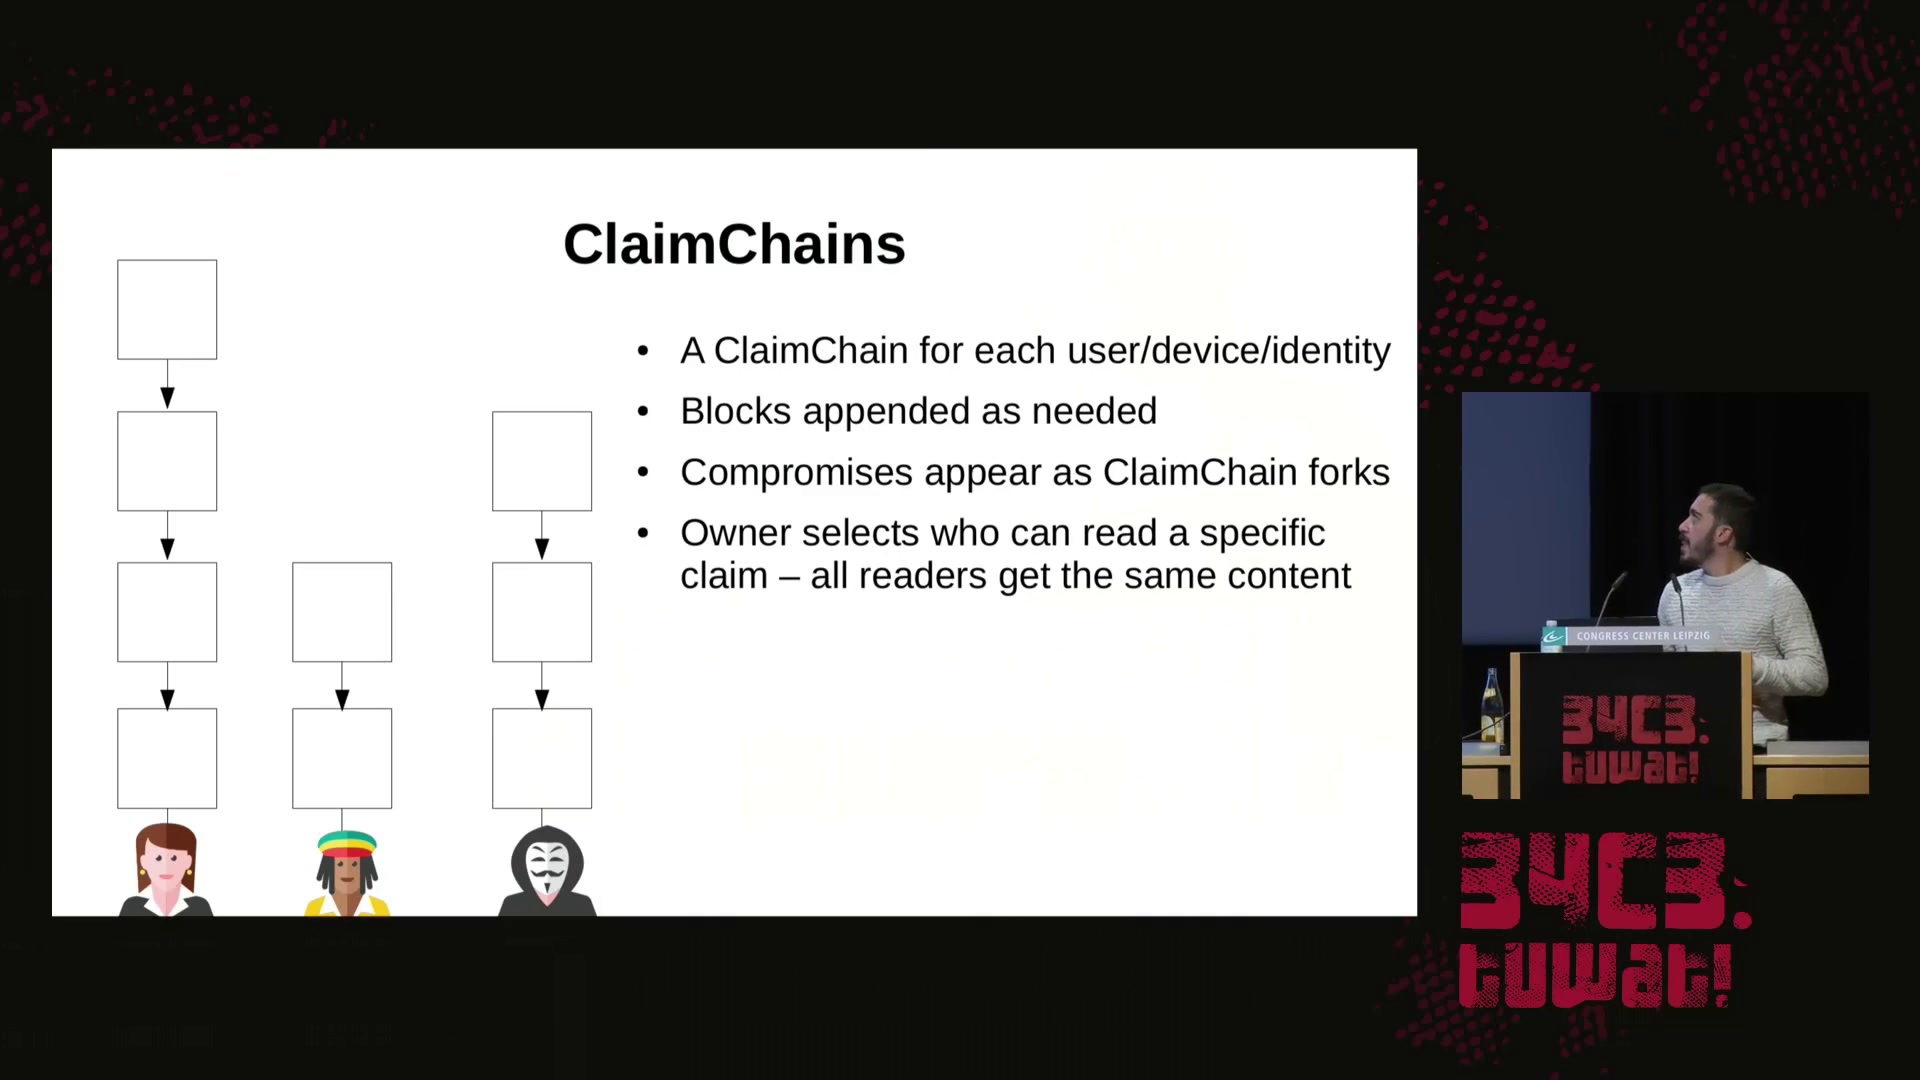 ClaimChains
• A ClaimChain for each user/device/identity
• Blocks appended as needed
• Compromises appear as ClaimChain forks
• Owner selects who can read a specific
claim – all readers get the same content
CONGRESS CENTER LEIPZIG
34C3.
tuwat!
34C3.
tuwat!